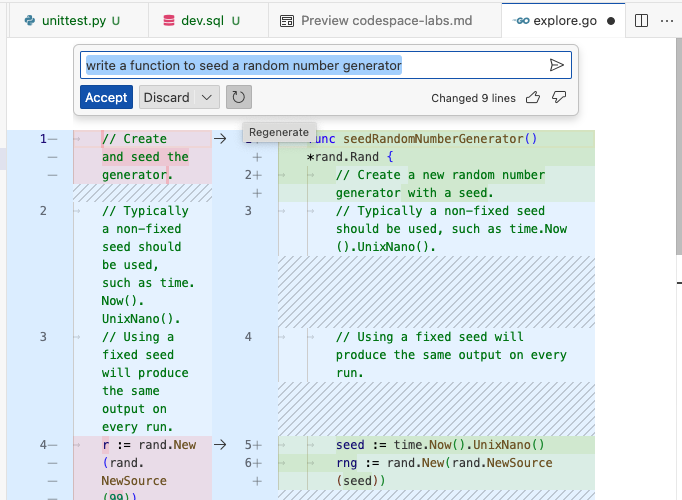 unittest.py U
dev.sql U
Preview codespace-labs.md
GO explore.go
write a function to seed a random number generator
Accept
Discard
Changed 9 lines
Regenerate
1
// Create
and seed the
generator.
2
// Typically
a non-fixed
seed should
be used,
such as time.
Now().
UnixNano().
3
// Using a
fixed seed
will produce
the same
output on
every run.
4
r := rand.New
(rand.
NewSource
(99))
func seedRandomNumberGenerator()
*rand.Rand {
2+
// Create a new random number
generator with a seed.
3
// Typically a non-fixed seed
should be used, such as time.Now
().UnixNano().
4
// Using a fixed seed will
produce the same output on every
run.
5+
seed := time.Now().UnixNano()
6+
rng := rand.New(rand.NewSource
(seed))